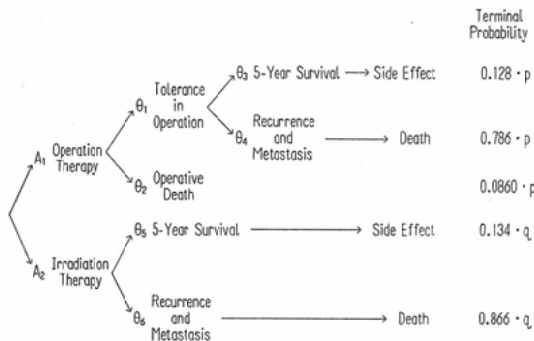 Terminal
Probability
θ₃ 5-Year Survival Side Effect 0.128 · p
Tolerance
θ₁ in
Operation
Recurrence
θ₄ and Death 0.786 · p
Metastasis
A₁ Operation
Therapy
θ₂ Operative 0.0860 · p
Death
θ₅ 5-Year Survival Side Effect 0.134 · q
A₂ Irradiation
Therapy
Recurrence
θ₆ and Death 0.866 · q
Metastasis